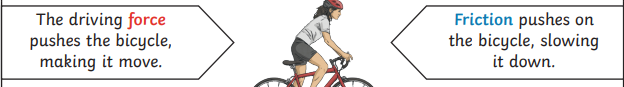 The driving force
pushes the bicycle,
making it move.
Friction pushes on
the bicycle, slowing
it down.